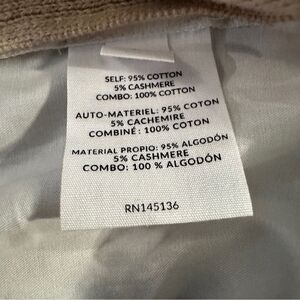 SELF: 95% COTTON
5% CASHMERE
COMBO: 100% COTTON
AUTO-MATERIEL: 95% COTON
5% CACHEMIRE
COMBINÉ: 100% COTON
MATERIAL PROPIO: 95% ALGODÓN
5% CASHMERE
COMBO: 100 % ALGODÓN
RN145136